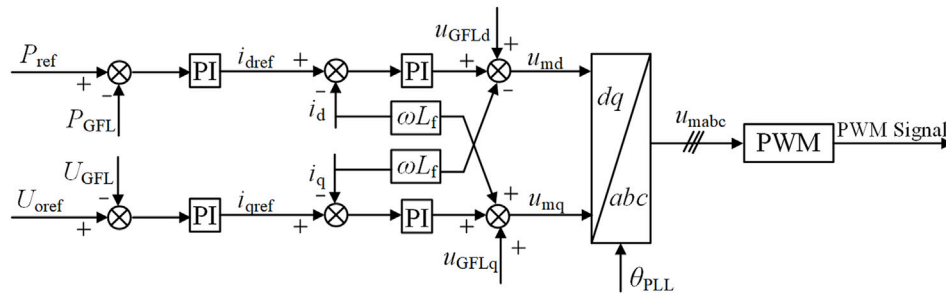 u_GFLd
P_ref
+
-
PI
i_dref
+
-
PI
+
+
-
u_md
P_GFL
i_d
ωL_f
dq
u_mabc
PWM
PWM Signal
U_GFL
i_q
ωL_f
abc
U_oref
-
+
PI
i_qref
-
+
PI
+
+
+
u_mq
u_GFLq
θ_PLL